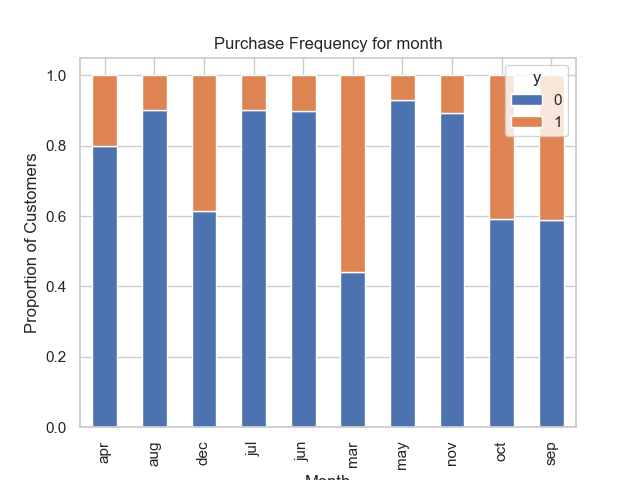 Purchase Frequency for month
1.0
0.8
0.6
0.4
0.2
0.0
Proportion of Customers
y
0
1
apr
aug
dec
jul
jun
mar
may
nov
oct
sep
Month